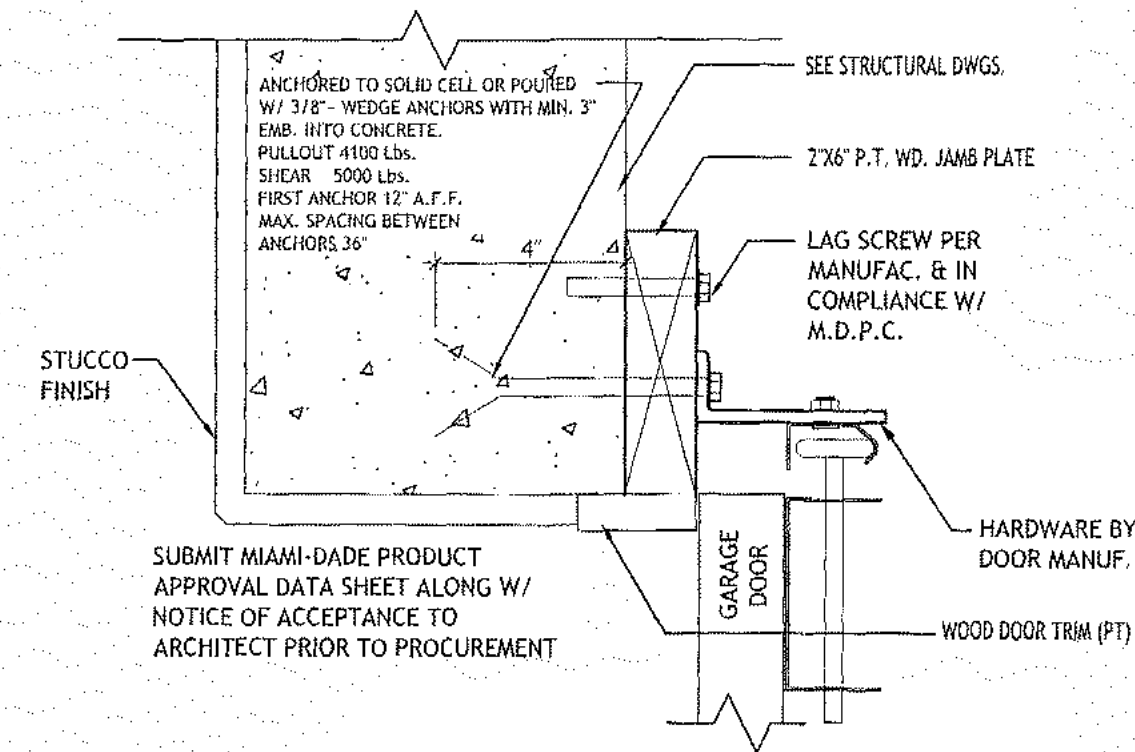 ANCHORED TO SOLID CELL OR POURED
W/ 3/8"- WEDGE ANCHORS WITH MIN. 3"
EMB. INTO CONCRETE.
PULLOUT 4100 Lbs.
SHEAR 5000 Lbs.
FIRST ANCHOR 12" A.F.F.
MAX. SPACING BETWEEN
ANCHORS 36"
4"
SEE STRUCTURAL DWGS.
2"X6" P.T. WD. JAMB PLATE
LAG SCREW PER
MANUFAC. & IN
COMPLIANCE W/
M.D.P.C.
STUCCO
FINISH
HARDWARE BY
DOOR MANUF.
GARAGE
DOOR
WOOD DOOR TRIM (PT)
SUBMIT MIAMI-DADE PRODUCT
APPROVAL DATA SHEET ALONG W/
NOTICE OF ACCEPTANCE TO
ARCHITECT PRIOR TO PROCUREMENT